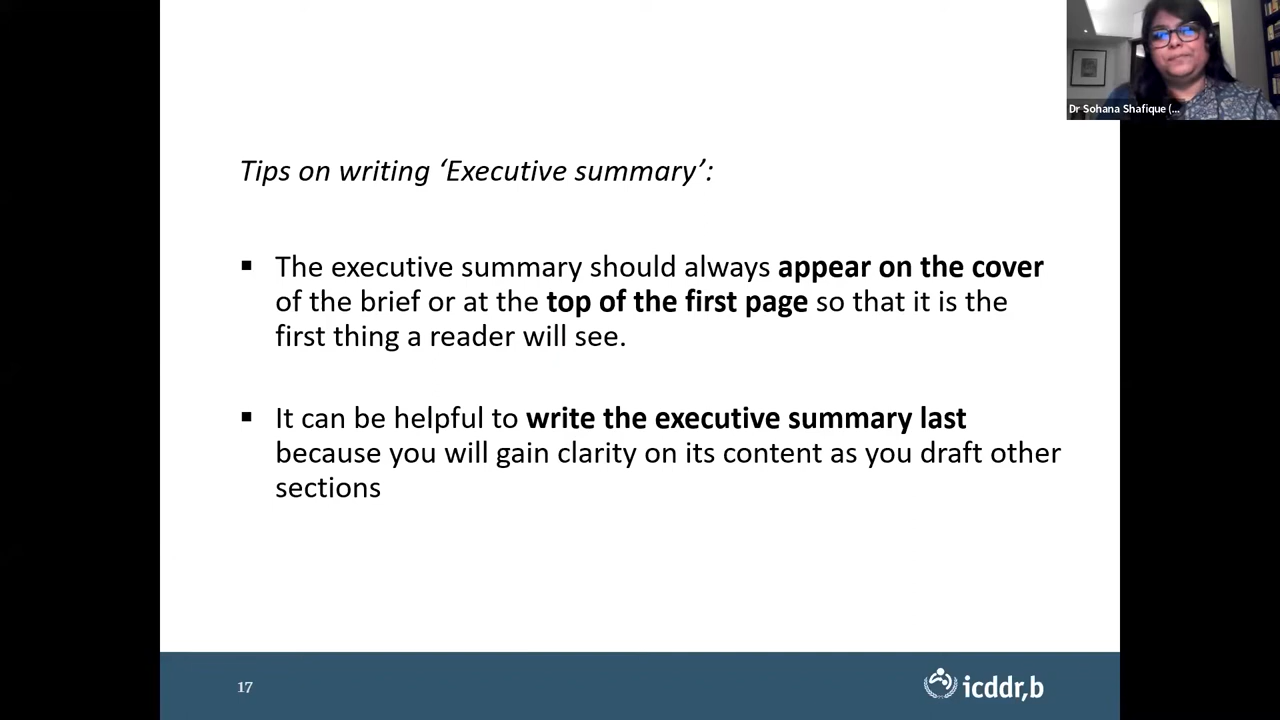 Dr Sohana Shafique (...
Tips on writing ‘Executive summary’:
▪ The executive summary should always appear on the cover
of the brief or at the top of the first page so that it is the
first thing a reader will see.
▪ It can be helpful to write the executive summary last
because you will gain clarity on its content as you draft other
sections
17
icddr,b